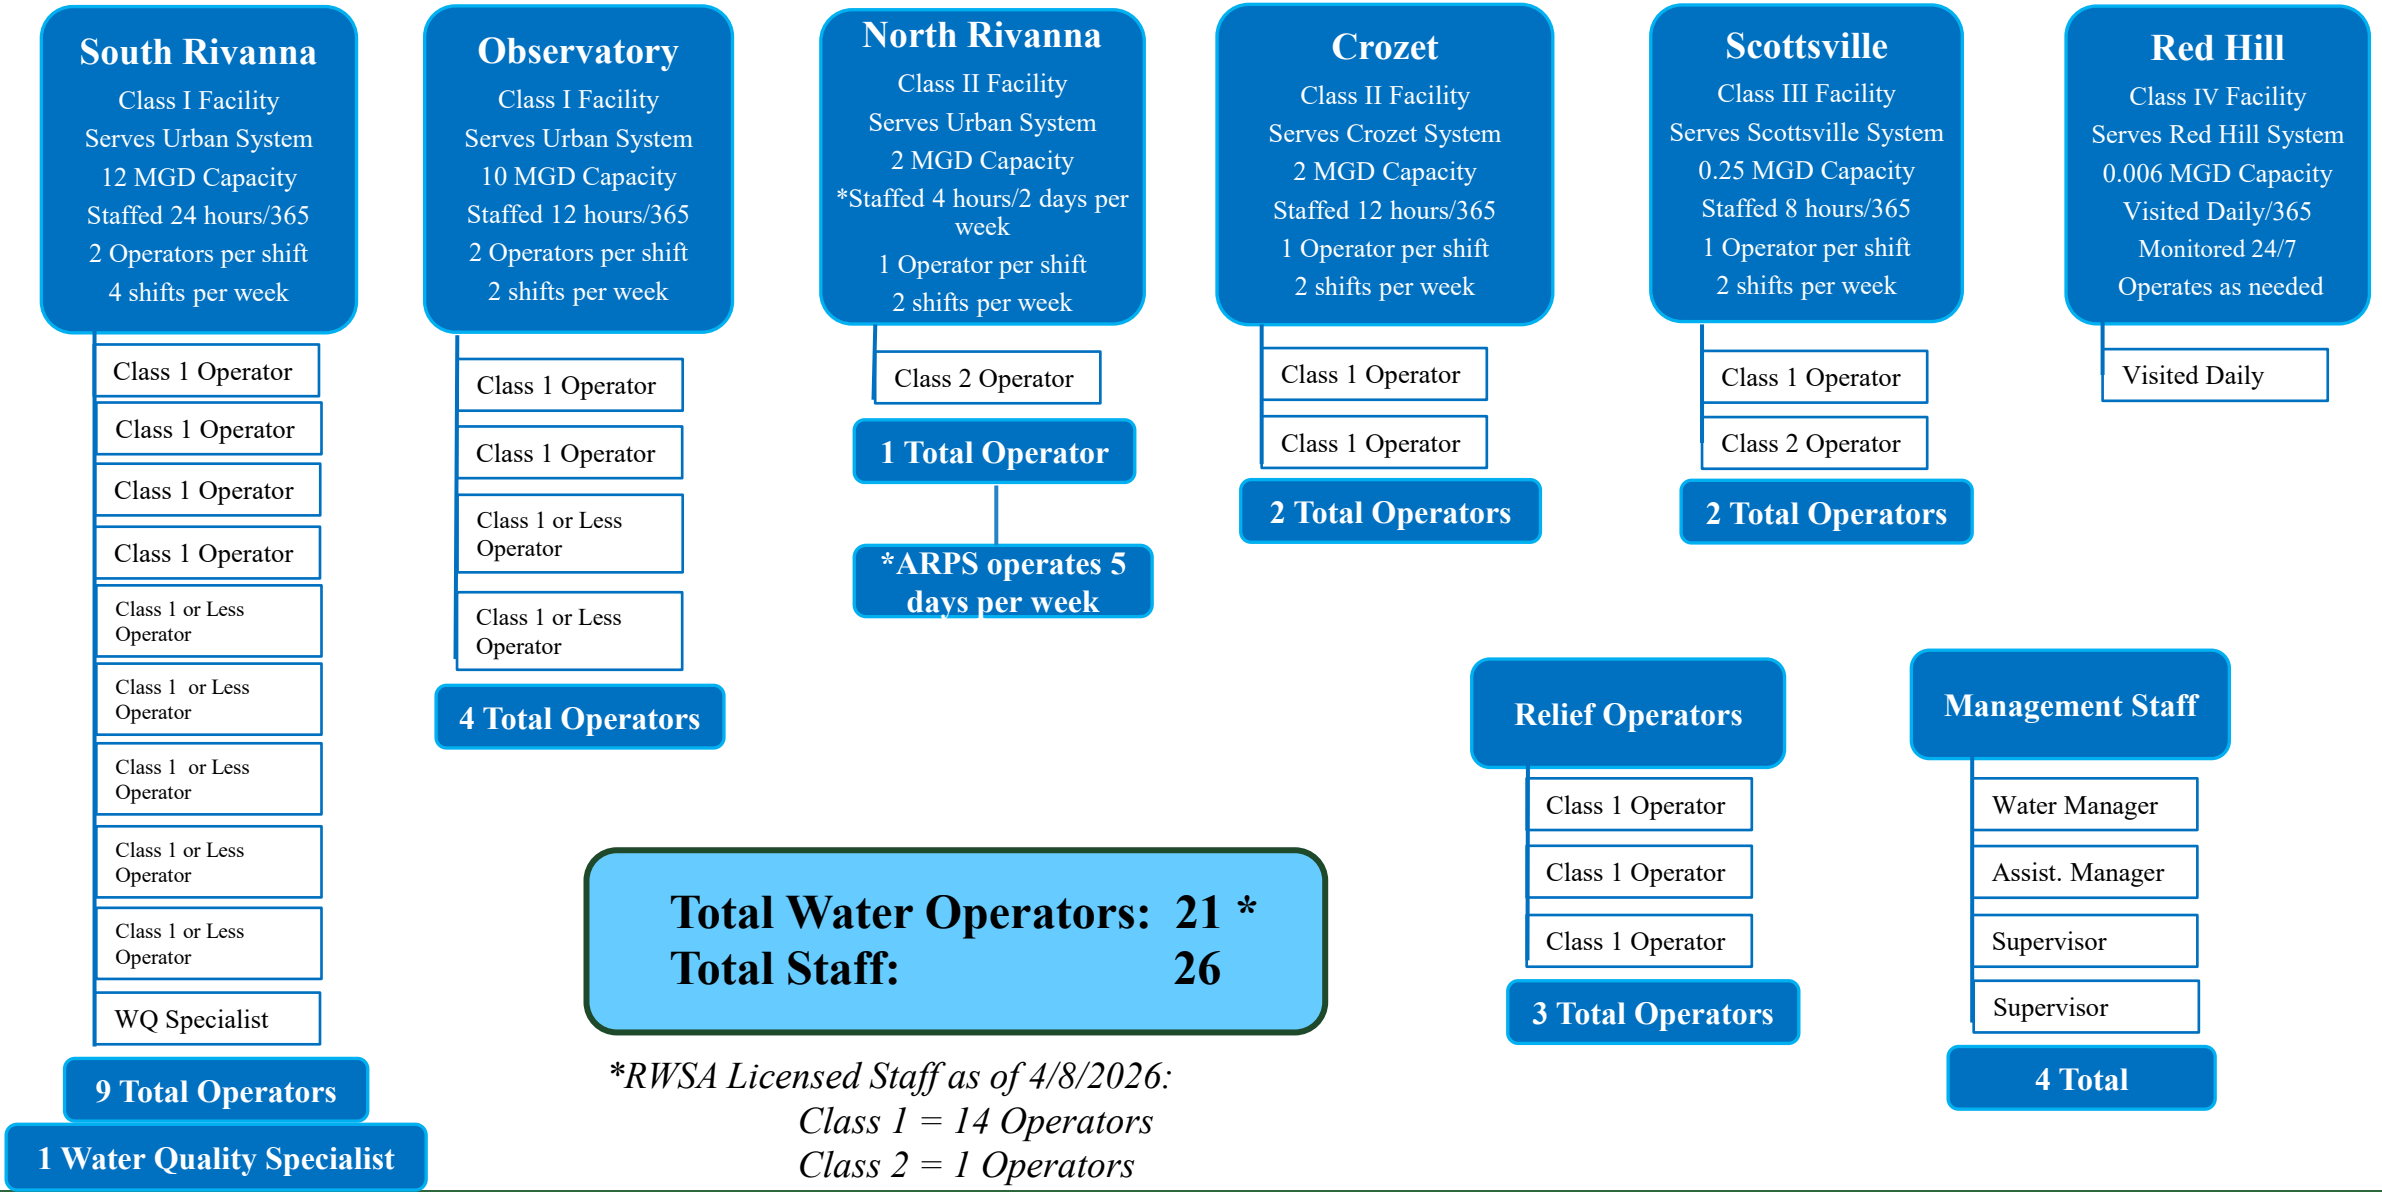 South Rivanna
Class I Facility
Serves Urban System
12 MGD Capacity
Staffed 24 hours/365
2 Operators per shift
4 shifts per week
Class 1 Operator
Class 1 Operator
Class 1 Operator
Class 1 Operator
Class 1 or Less
Operator
Class 1 or Less
Operator
Class 1 or Less
Operator
Class 1 or Less
Operator
Class 1 or Less
Operator
WQ Specialist
9 Total Operators
1 Water Quality Specialist
Observatory
Class I Facility
Serves Urban System
10 MGD Capacity
Staffed 12 hours/365
2 Operators per shift
2 shifts per week
Class 1 Operator
Class 1 Operator
Class 1 or Less
Operator
Class 1 or Less
Operator
4 Total Operators
North Rivanna
Class II Facility
Serves Urban System
2 MGD Capacity
*Staffed 4 hours/2 days per
week
1 Operator per shift
2 shifts per week
Class 2 Operator
1 Total Operator
*ARPS operates 5
days per week
Crozet
Class II Facility
Serves Crozet System
2 MGD Capacity
Staffed 12 hours/365
1 Operator per shift
2 shifts per week
Class 1 Operator
Class 1 Operator
2 Total Operators
Scottsville
Class III Facility
Serves Scottsville System
0.25 MGD Capacity
Staffed 8 hours/365
1 Operator per shift
2 shifts per week
Class 1 Operator
Class 2 Operator
2 Total Operators
Red Hill
Class IV Facility
Serves Red Hill System
0.006 MGD Capacity
Visited Daily/365
Monitored 24/7
Operates as needed
Visited Daily
Relief Operators
Class 1 Operator
Class 1 Operator
Class 1 Operator
3 Total Operators
Management Staff
Water Manager
Assist. Manager
Supervisor
Supervisor
4 Total
Total Water Operators: 21 *
Total Staff: 26
*RWSA Licensed Staff as of 4/8/2026:
Class 1 = 14 Operators
Class 2 = 1 Operators